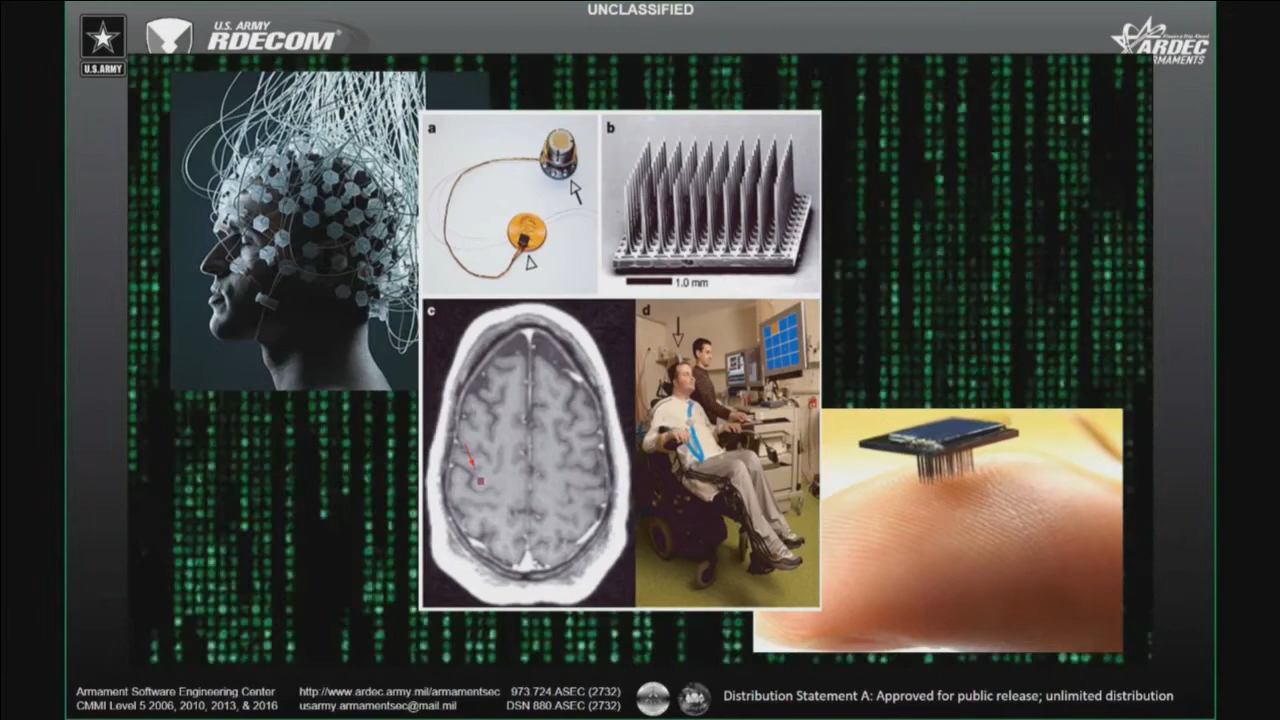 UNCLASSIFIED
U.S.ARMY
U.S. ARMY
RDECOM®
ARDEC
ARMAMENTS
a
b
1.0 mm
c
d
Armament Software Engineering Center
CMMI Level 5 2006, 2010, 2013, & 2016
http://www.ardec.army.mil/armamentsec
usarmy.armamentsec@mail.mil
973.724.ASEC (2732)
DSN 880.ASEC (2732)
Distribution Statement A: Approved for public release; unlimited distribution